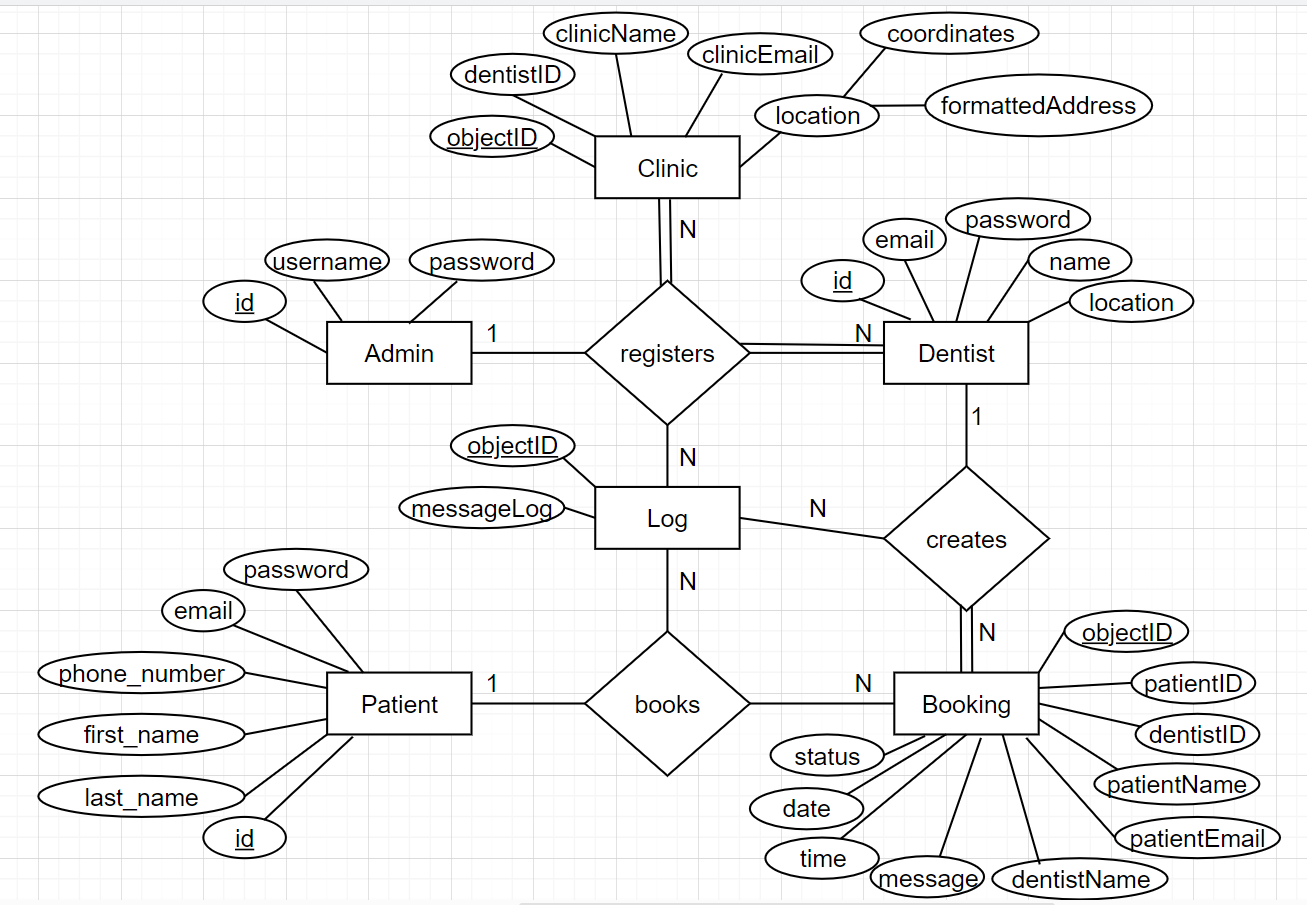 clinicName
coordinates
clinicEmail
dentistID
formattedAddress
location
objectID
Clinic
N
password
email
name
username
password
id
id
location
1
N
Admin
registers
Dentist
1
objectID
N
messageLog
N
Log
creates
password
N
email
N
objectID
phone_number
patientID
1
N
Patient
books
Booking
first_name
dentistID
status
patientName
last_name
date
id
patientEmail
time
message
dentistName